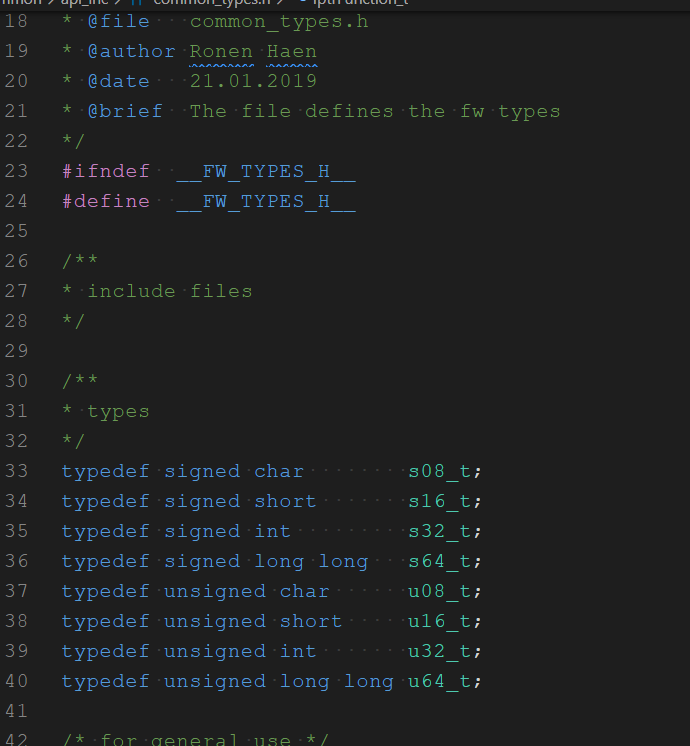 mmon > api_inc > common_types.h > fptrFunction_t
18 * @file common_types.h
19 * @author Ronen Haen
20 * @date 21.01.2019
21 * @brief The file defines the fw types
22 */
23 #ifndef __FW_TYPES_H__
24 #define __FW_TYPES_H__
25
26 /**
27 * include files
28 */
29
30 /**
31 * types
32 */
33 typedef signed char s08_t;
34 typedef signed short s16_t;
35 typedef signed int s32_t;
36 typedef signed long long s64_t;
37 typedef unsigned char u08_t;
38 typedef unsigned short u16_t;
39 typedef unsigned int u32_t;
40 typedef unsigned long long u64_t;
41
42 /* for general use */